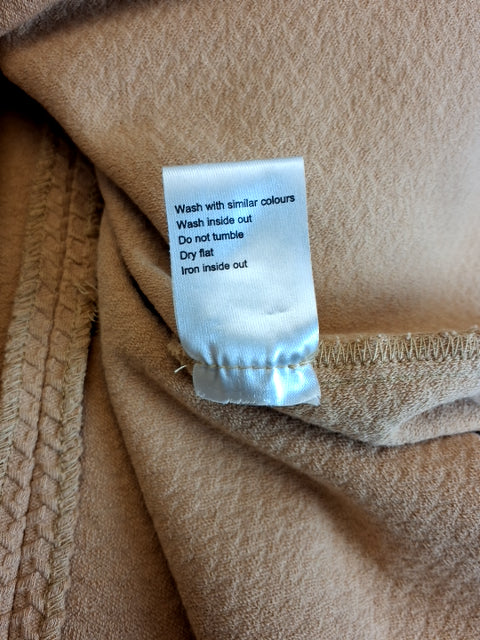 Wash with similar colours
Wash inside out
Do not tumble
Dry flat
Iron inside out